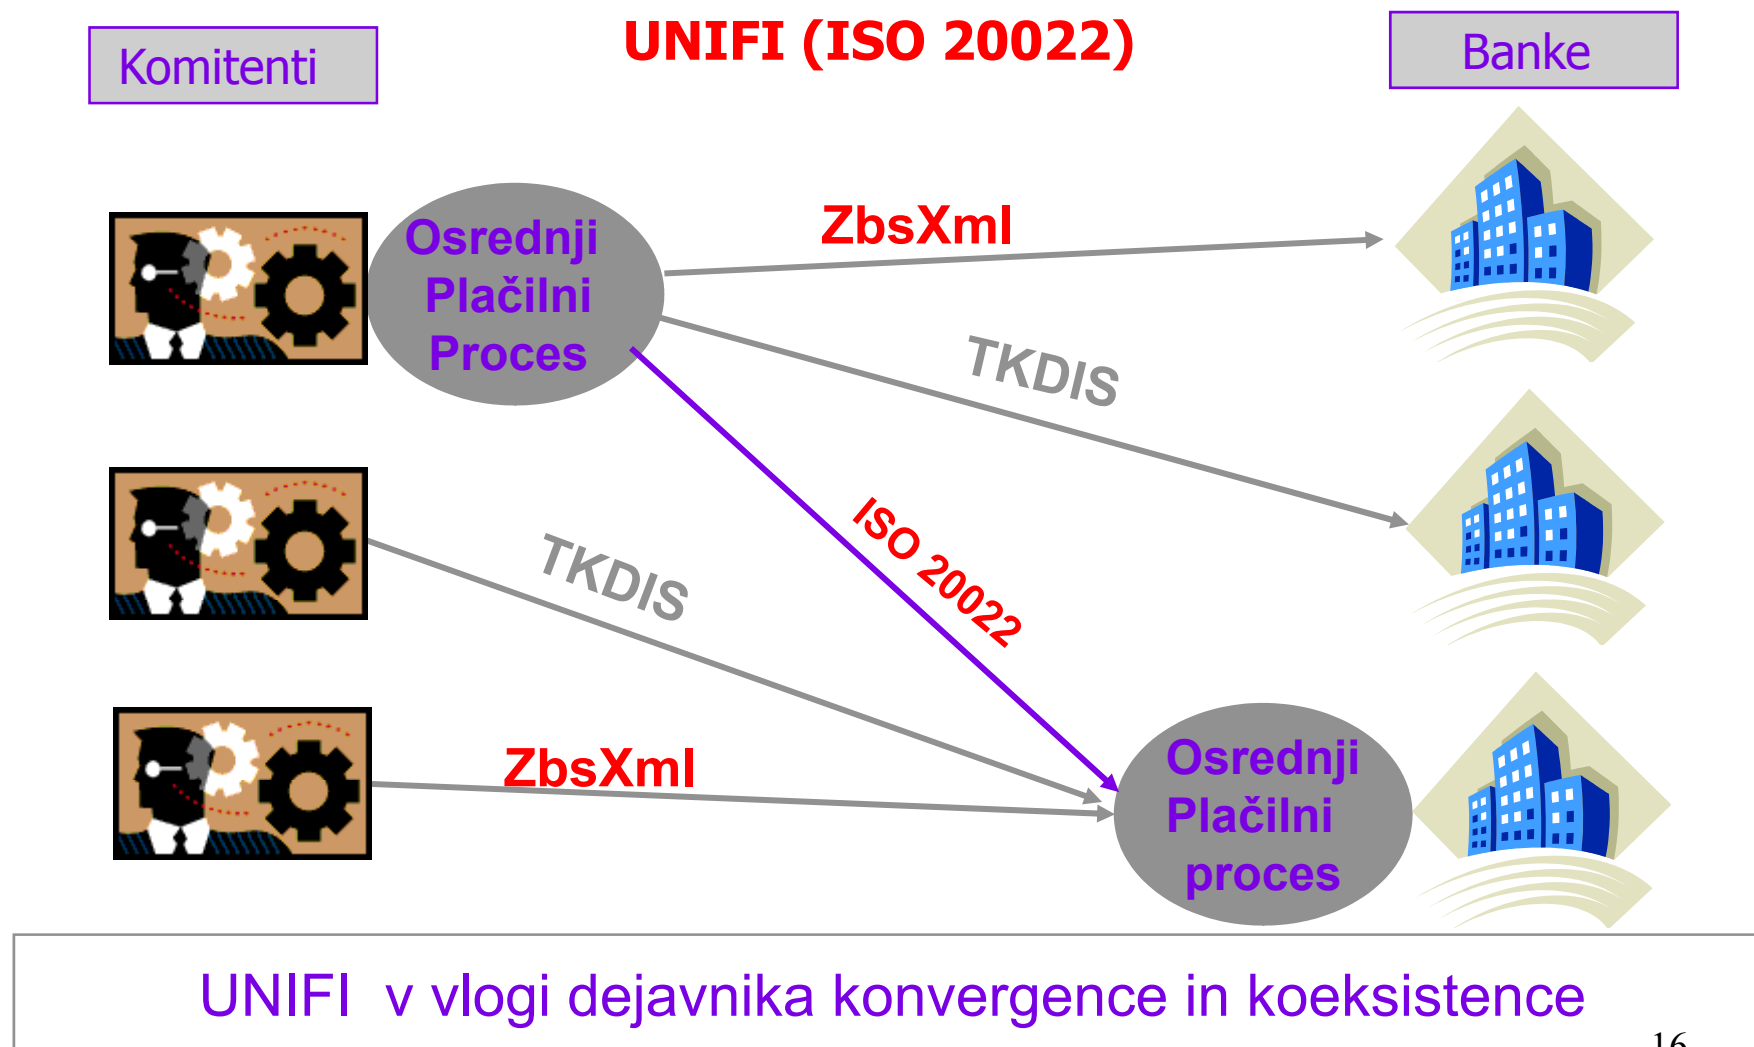 UNIFI (ISO 20022)
Komitenti
Banke
Osrednji
Plačilni
Proces
ZbsXml
TKDIS
ISO 20022
TKDIS
ZbsXml
Osrednji
Plačilni
proces
UNIFI v vlogi dejavnika konvergence in koeksistence
16